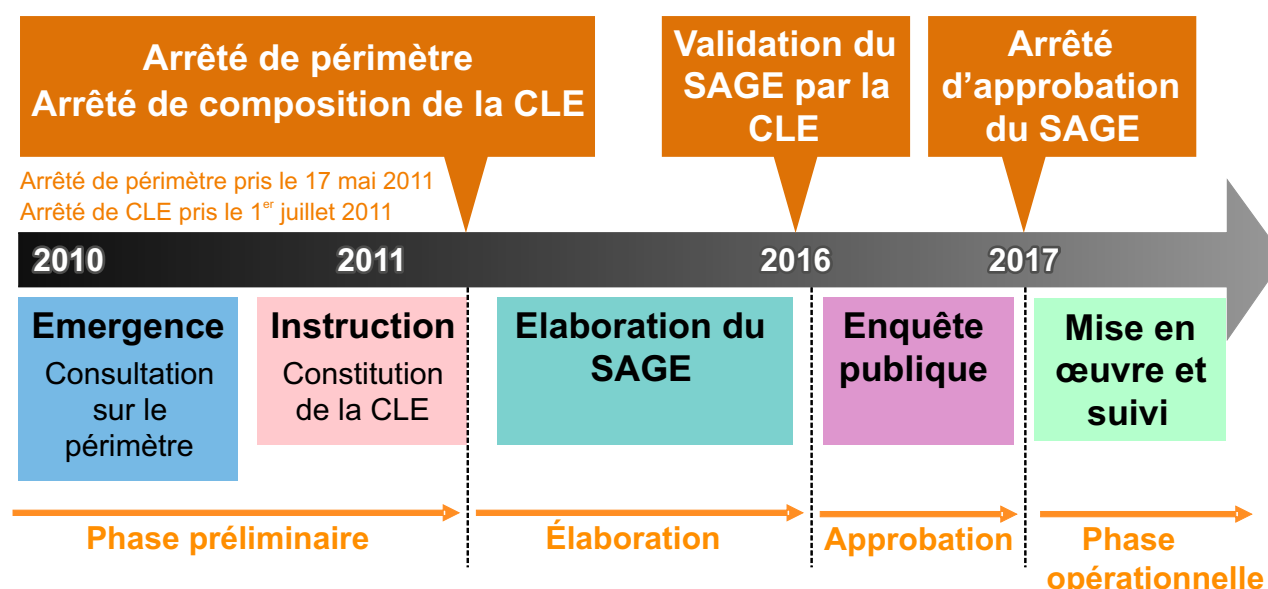 Arrêté de périmètre
Arrêté de composition de la CLE
Validation du
SAGE par la
CLE
Arrêté
d’approbation
du SAGE
Arrêté de périmètre pris le 17 mai 2011
Arrêté de CLE pris le 1er juillet 2011
2010
2011
2016
2017
Emergence
Consultation
sur le
périmètre
Instruction
Constitution
de la CLE
Elaboration du
SAGE
Enquête
publique
Mise en
œuvre et
suivi
Phase préliminaire
Élaboration
Approbation
Phase
opérationnelle